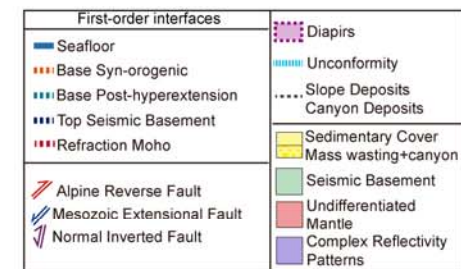 First-order interfaces
Seafloor
Base Syn-orogenic
Base Post-hyperextension
Top Seismic Basement
Refraction Moho
Alpine Reverse Fault
Mesozoic Extensional Fault
Normal Inverted Fault
Diapirs
Unconformity
Slope Deposits
Canyon Deposits
Sedimentary Cover
Mass wasting+canyon
Seismic Basement
Undifferentiated
Mantle
Complex Reflectivity
Patterns